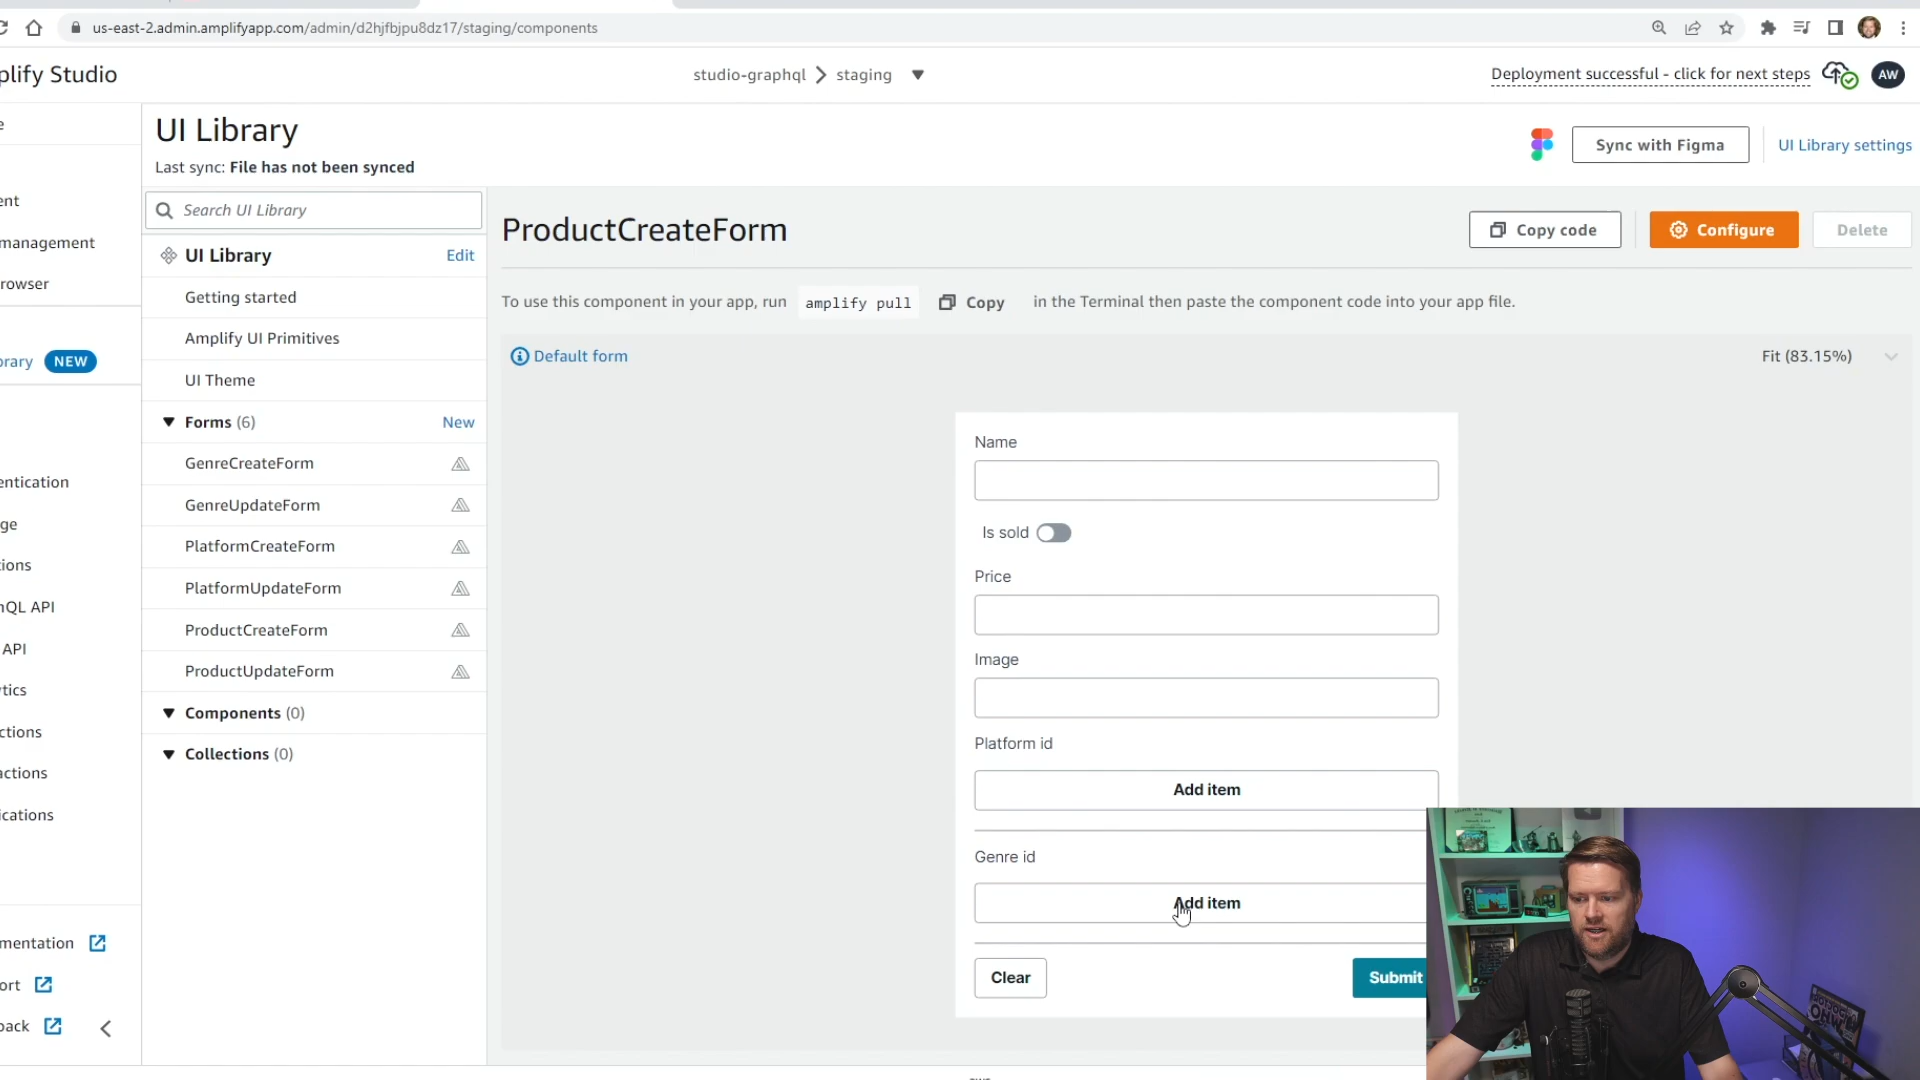 us-east-2.admin.amplifyapp.com/admin/d2hjfbjpu8dz17/staging/components
plify Studio
studio-graphql
staging
Deployment successful - click for next steps
AW
e
ent
management
rowser
brary NEW
entication
ge
ions
nQL API
API
tics
ctions
actions
ications
mentation
ort
back
UI Library
Last sync: File has not been synced
Sync with Figma
UI Library settings
Search UI Library
UI Library Edit
Getting started
Amplify UI Primitives
UI Theme
Forms (6) New
GenreCreateForm
GenreUpdateForm
PlatformCreateForm
PlatformUpdateForm
ProductCreateForm
ProductUpdateForm
Components (0)
Collections (0)
ProductCreateForm
Copy code
Configure
Delete
To use this component in your app, run amplify pull Copy in the Terminal then paste the component code into your app file.
Default form
Fit (83.15%)
Name
Is sold
Price
Image
Platform id
Add item
Genre id
Add item
Clear
Submit